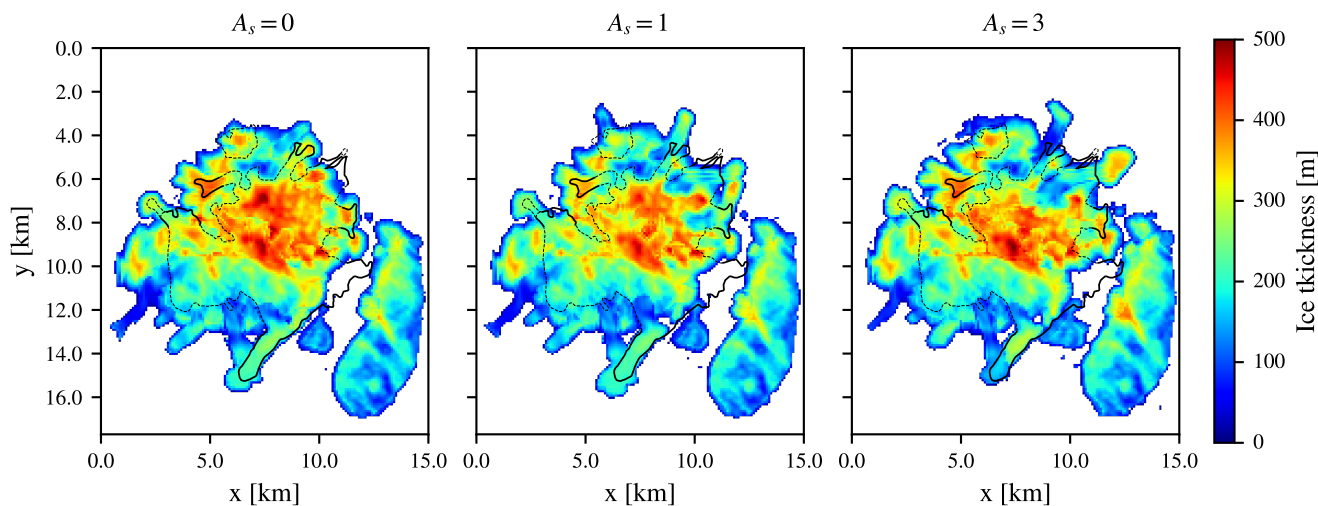 A_s = 0
A_s = 1
A_s = 3
0.0
2.0
4.0
6.0
8.0
10.0
12.0
14.0
16.0
y [km]
0.0 5.0 10.0 15.0
x [km]
0.0 5.0 10.0 15.0
x [km]
0.0 5.0 10.0 15.0
x [km]
500
400
300
200
100
0
Ice tkickness [m]